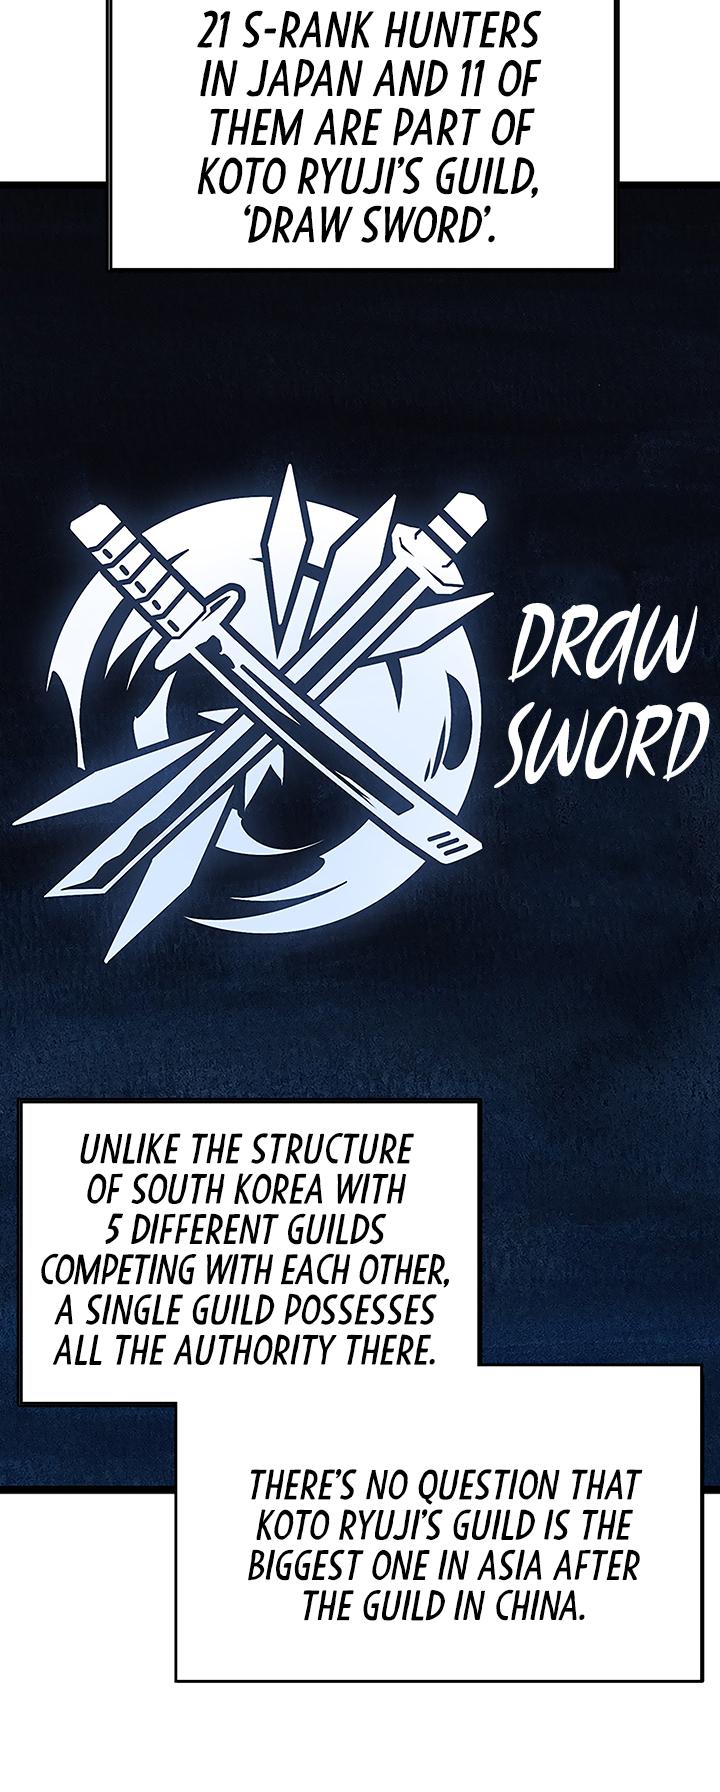 21 S-RANK HUNTERS
IN JAPAN AND 11 OF
THEM ARE PART OF
KOTO RYUJI'S GUILD,
'DRAW SWORD'.
DRAW
SWORD
UNLIKE THE STRUCTURE
OF SOUTH KOREA WITH
5 DIFFERENT GUILDS
COMPETING WITH EACH OTHER,
A SINGLE GUILD POSSESSES
ALL THE AUTHORITY THERE.
THERE'S NO QUESTION THAT
KOTO RYUJI'S GUILD IS THE
BIGGEST ONE IN ASIA AFTER
THE GUILD IN CHINA.